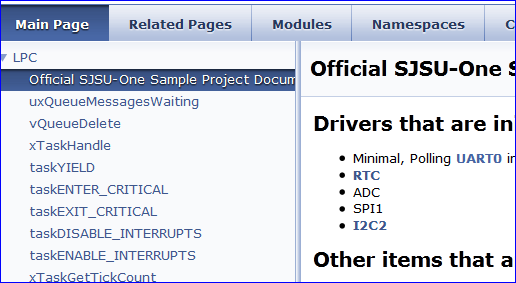 Main Page Related Pages Modules Namespaces C
LPC
Official SJSU-One Sample Project Docum
uxQueueMessagesWaiting
vQueueDelete
xTaskHandle
taskYIELD
taskENTER_CRITICAL
taskEXIT_CRITICAL
taskDISABLE_INTERRUPTS
taskENABLE_INTERRUPTS
xTaskGetTickCount
Official SJSU-One S
Drivers that are in
Minimal, Polling UART0 in
RTC
ADC
SPI1
I2C2
Other items that a